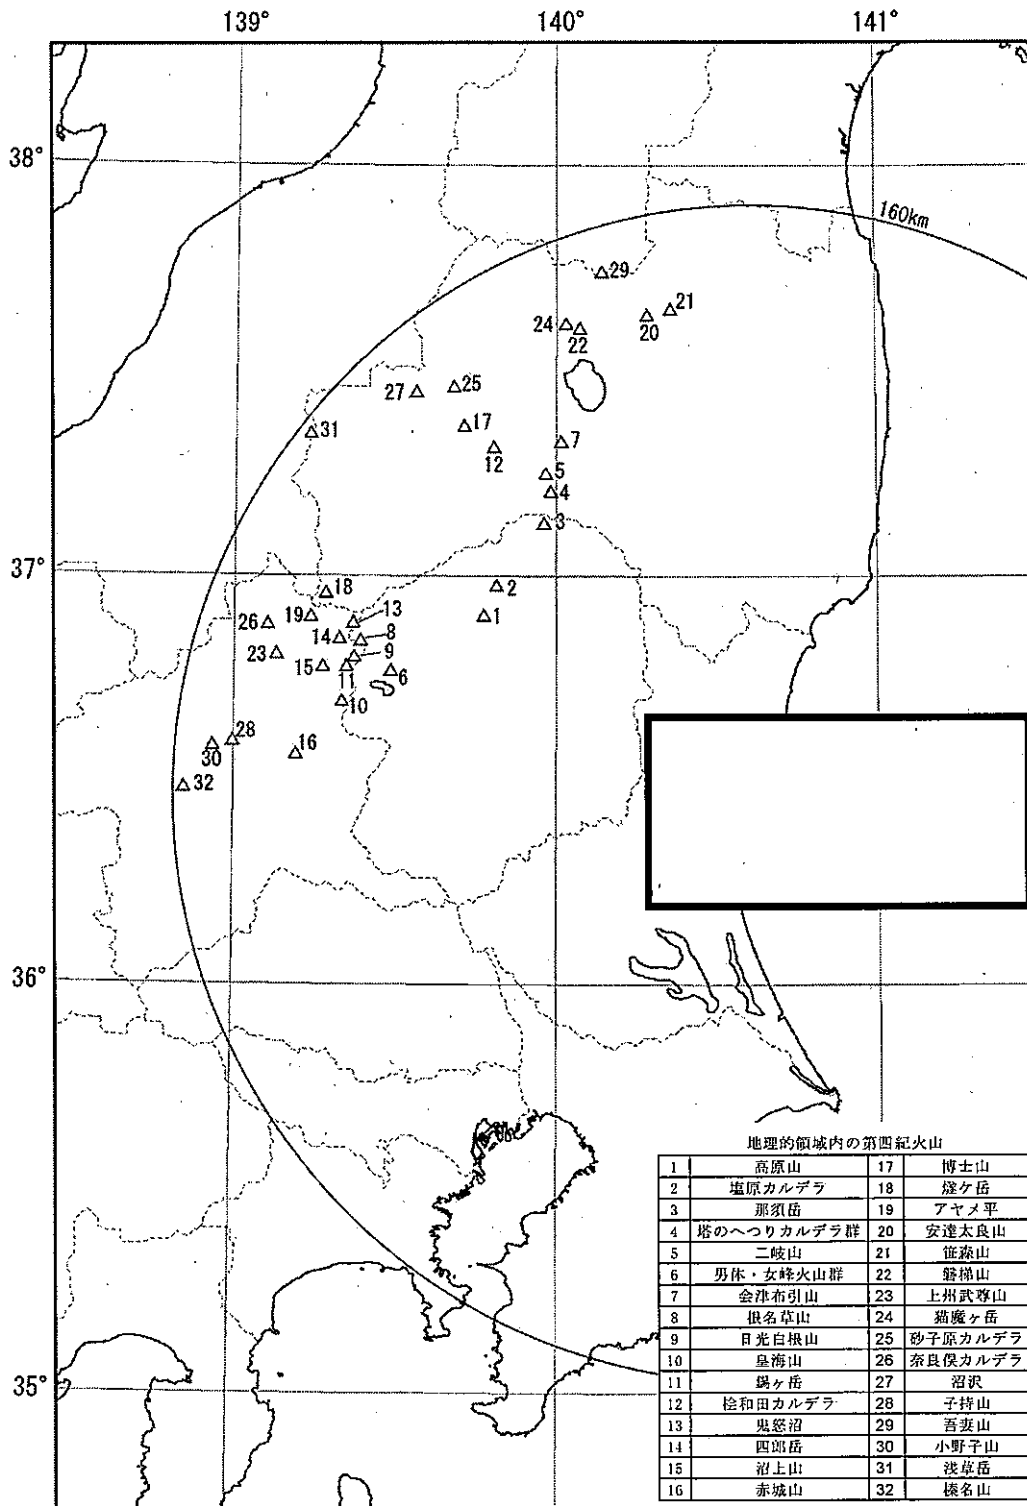 139° 140° 141°
38°
160km
29
21
24
22
20
27
25
31
17
7
12
5
4
3
37°
18
2
26
19
13
1
14
8
23
15
9
11
6
10
28
30
16
32
36°
35°
地理的領域内の第四紀火山
1 高原山 17 博士山
2 塩原カルデラ 18 燧ケ岳
3 那須岳 19 アヤメ平
4 塔のへつりカルデラ群 20 安達太良山
5 二岐山 21 笹森山
6 男体・女峰火山群 22 磐梯山
7 会津布引山 23 上州武尊山
8 根名草山 24 猫魔ヶ岳
9 日光白根山 25 砂子原カルデラ
10 皇海山 26 奈良俣カルデラ
11 錫ヶ岳 27 沼沢
12 桧和田カルデラ 28 子持山
13 鬼怒沼 29 吾妻山
14 四郎岳 30 小野子山
15 沼上山 31 浅草岳
16 赤城山 32 榛名山